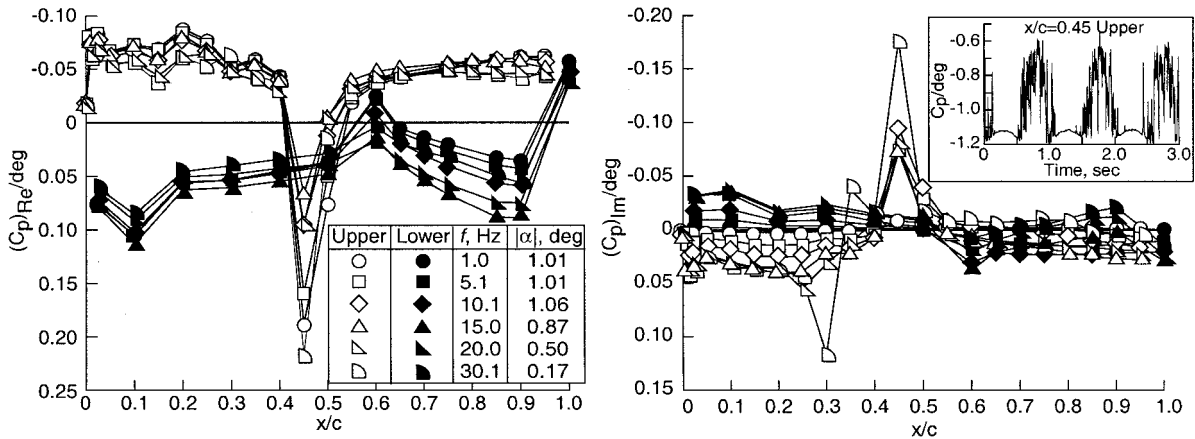 -0.10
-0.05
0
0.05
0.10
0.15
0.20
0.25
(Cp)Re/deg
0 0.1 0.2 0.3 0.4 0.5 0.6 0.7 0.8 0.9 1.0
x/c
Upper Lower f, Hz |α|, deg
1.0 1.01
5.1 1.01
10.1 1.06
15.0 0.87
20.0 0.50
30.1 0.17
-0.20
-0.15
-0.10
-0.05
0
0.05
0.10
0.15
(Cp)Im/deg
0 0.1 0.2 0.3 0.4 0.5 0.6 0.7 0.8 0.9 1.0
x/c
x/c=0.45 Upper
-0.6
-0.8
-1.0
-1.2
Cp/deg
0 1.0 2.0 3.0
Time, sec